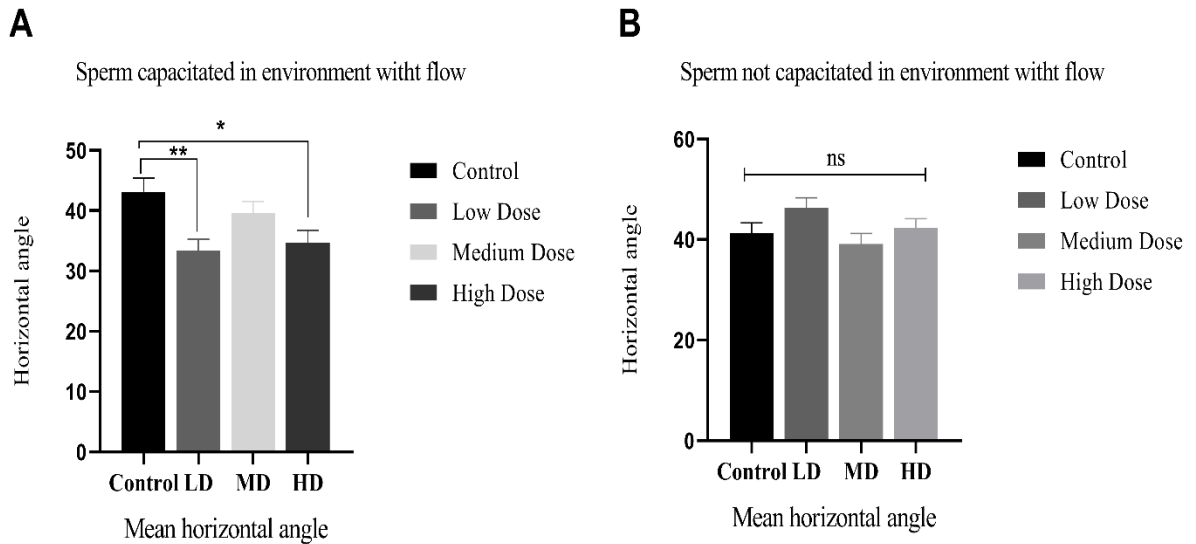 A
Sperm capacitated in environment witht flow
*
**
50
40
30
20
10
0
Horizontal angle
Control LD MD HD
Mean horizontal angle
Control
Low Dose
Medium Dose
High Dose
B
Sperm not capacitated in environment witht flow
ns
60
40
20
0
Horizontal angle
Control LD MD HD
Mean horizontal angle
Control
Low Dose
Medium Dose
High Dose